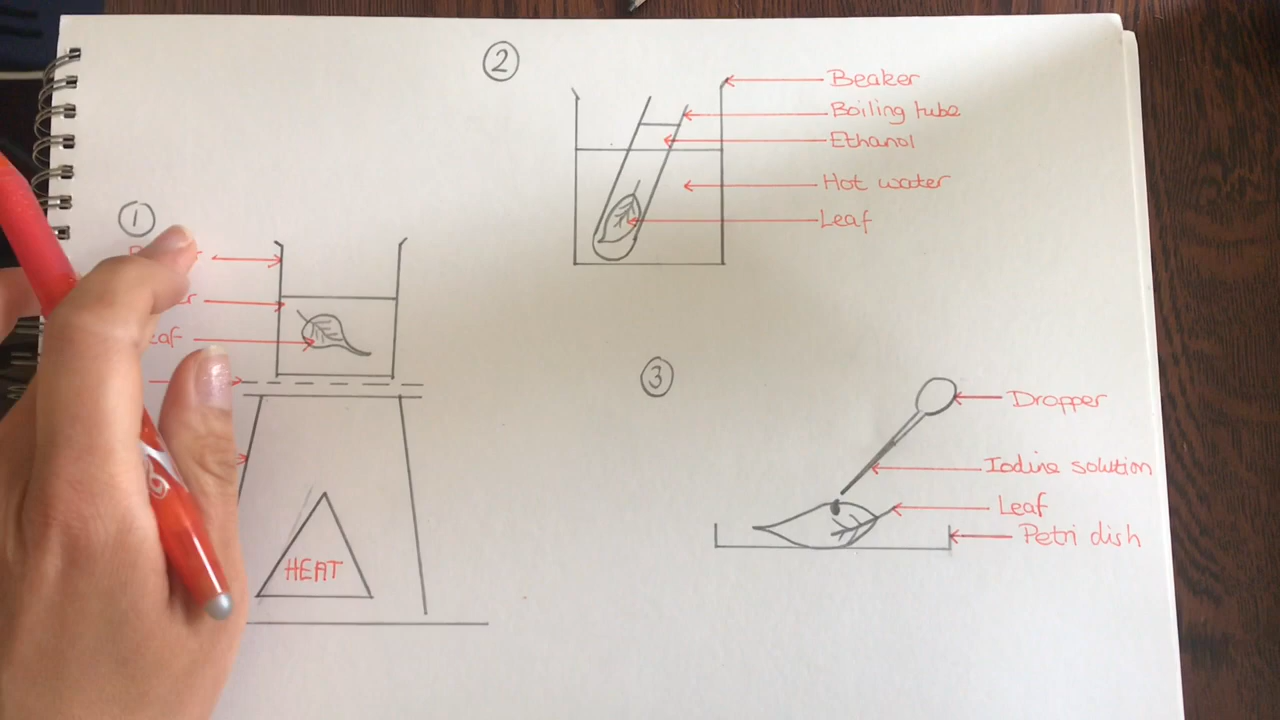 1
HEAT
2
Beaker
Boiling tube
Ethanol
Hot water
Leaf
3
Dropper
Iodine solution
Leaf
Petri dish